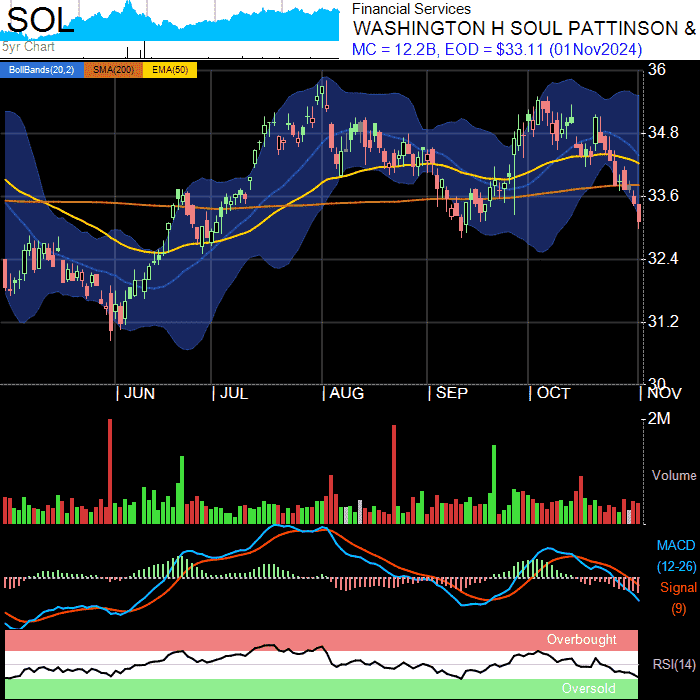 SOL
5yr Chart
Financial Services
WASHINGTON H SOUL PATTINSON &
MC = 12.2B, EOD = $33.11 (01Nov2024)
BollBands(20,2) SMA(200) EMA(50)
36
34.8
33.6
32.4
31.2
30
JUN JUL AUG SEP OCT NOV
2M
Volume
MACD
(12-26)
Signal
(9)
Overbought
RSI(14)
Oversold